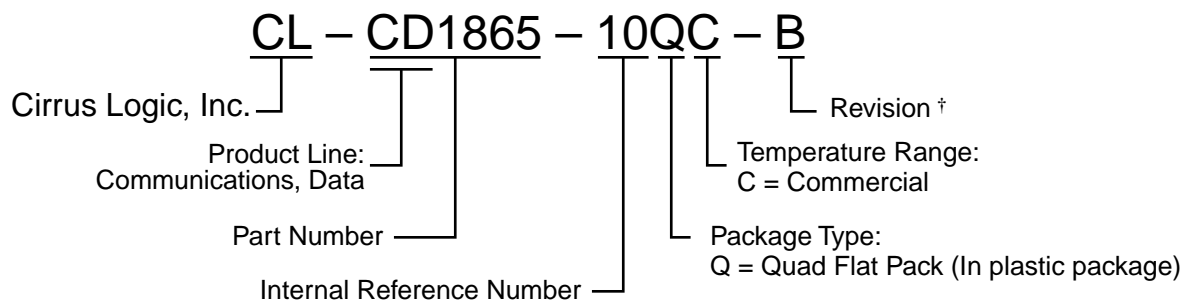 CL – CD1865 – 10QC – B
Cirrus Logic, Inc.
Revision †
Product Line:
Communications, Data
Temperature Range:
C = Commercial
Part Number
Package Type:
Q = Quad Flat Pack (In plastic package)
Internal Reference Number